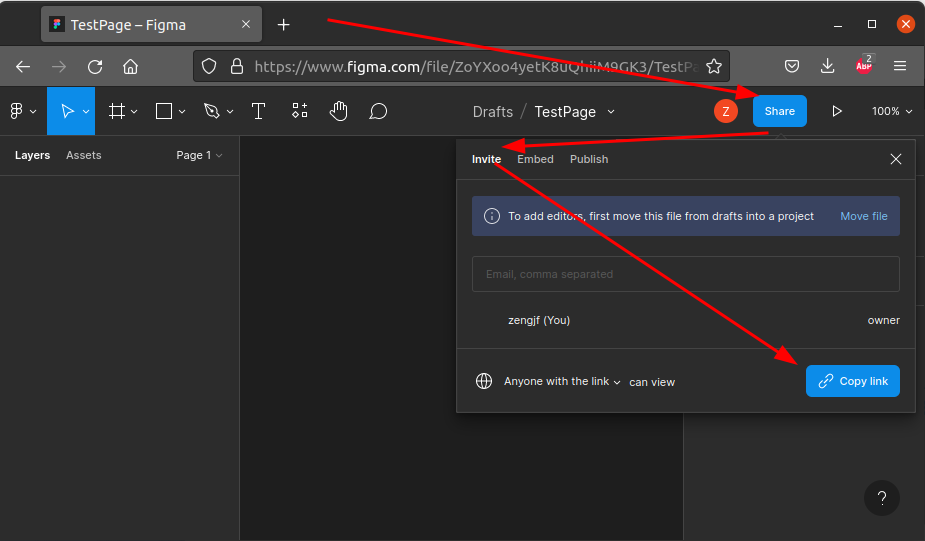 TestPage – Figma
https://www.figma.com/file/ZoYXoo4yetK8uQhiiM9GK3/TestPa
ABP
2
Drafts / TestPage
Z
Share
100%
Layers
Assets
Page 1
Invite
Embed
Publish
To add editors, first move this file from drafts into a project
Move file
Email, comma separated
zengjf (You)
owner
Anyone with the link
can view
Copy link
?